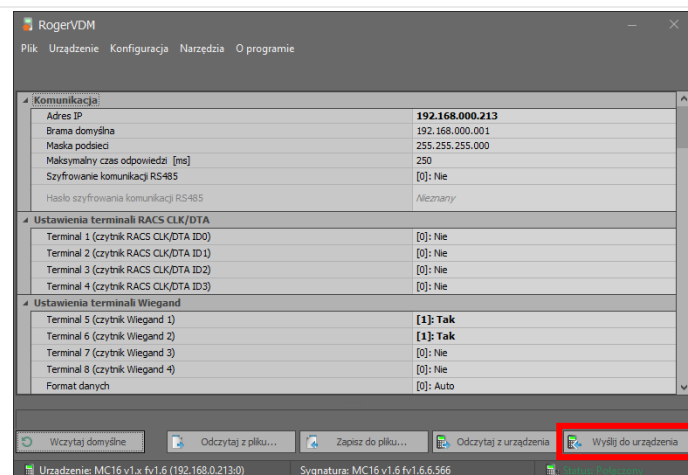 RogerVDM
Plik Urządzenie Konfiguracja Narzędzia O programie
Komunikacja
Adres IP 192.168.000.213
Brama domyślna 192.168.000.001
Maska podsieci 255.255.255.000
Maksymalny czas odpowiedzi [ms] 250
Szyfrowanie komunikacji RS485 [0]: Nie
Hasło szyfrowania komunikacji RS485 Nieznany
Ustawienia terminali RACS CLK/DTA
Terminal 1 (czytnik RACS CLK/DTA ID0) [0]: Nie
Terminal 2 (czytnik RACS CLK/DTA ID1) [0]: Nie
Terminal 3 (czytnik RACS CLK/DTA ID2) [0]: Nie
Terminal 4 (czytnik RACS CLK/DTA ID3) [0]: Nie
Ustawienia terminali Wiegand
Terminal 5 (czytnik Wiegand 1) [1]: Tak
Terminal 6 (czytnik Wiegand 2) [1]: Tak
Terminal 7 (czytnik Wiegand 3) [0]: Nie
Terminal 8 (czytnik Wiegand 4) [0]: Nie
Format danych [0]: Auto
Wczytaj domyślne Odczytaj z pliku... Zapisz do pliku... Odczytaj z urządzenia Wyślij do urządzenia
Urządzenie: MC16 v1.x fv1.6 (192.168.0.213:0) Sygnatura: MC16 v1.6 fv1.6.6.566 Status: Połączony